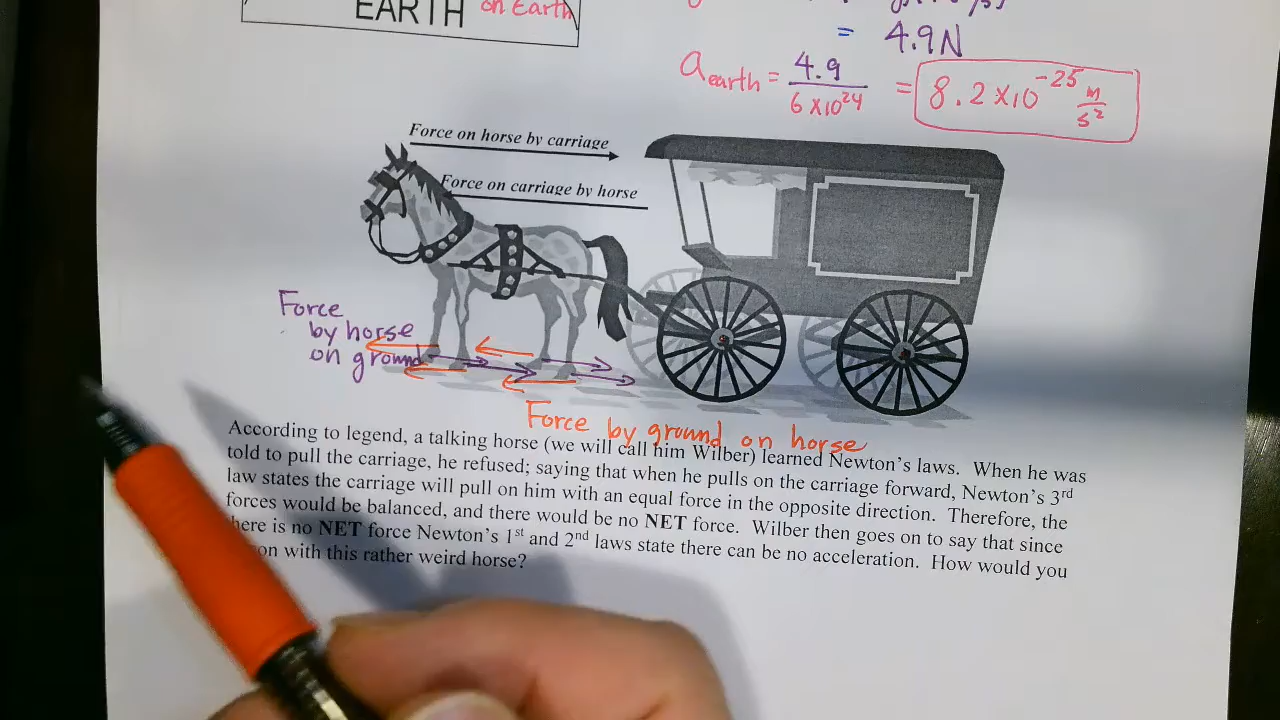 EARTH on Earth
= 4.9N
a earth = 4.9 / 6 x 10^24 = 8.2 x 10^-25 m/s^2
Force on horse by carriage
Force on carriage by horse
Force
by horse
on ground
Force by ground on horse
According to legend, a talking horse (we will call him Wilber) learned Newton's laws. When he was
told to pull the carriage, he refused; saying that when he pulls on the carriage forward, Newton's 3rd
law states the carriage will pull on him with an equal force in the opposite direction. Therefore, the
forces would be balanced, and there would be no NET force. Wilber then goes on to say that since
here is no NET force Newton's 1st and 2nd laws state there can be no acceleration. How would you
on with this rather weird horse?